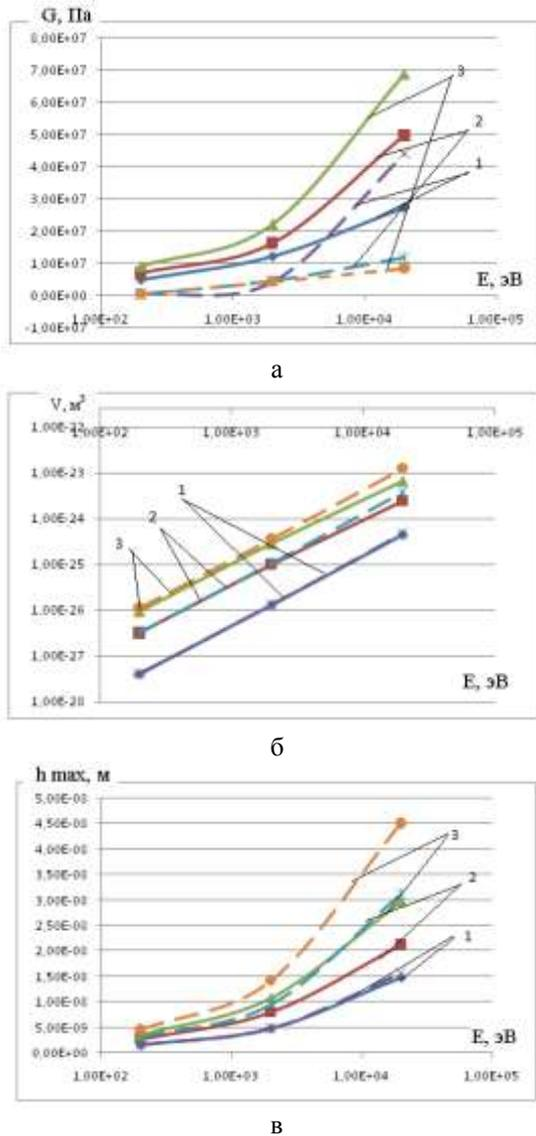 G, Па
8,00E+07
7,00E+07
6,00E+07
5,00E+07
4,00E+07
3,00E+07
2,00E+07
1,00E+07
0,00E+00
-1,00E+07
3
2
1
E, эВ
1,00E+02 1,00E+03 1,00E+04 1,00E+05
а
V, м³
1,00E+02 1,00E+03 1,00E+04 1,00E+05
1,00E-22
1,00E-23
1,00E-24
1,00E-25
1,00E-26
1,00E-27
1,00E-28
1
2
3
E, эВ
б
h max, м
5,00E-08
4,50E-08
4,00E-08
3,50E-08
3,00E-08
2,50E-08
2,00E-08
1,50E-08
1,00E-08
5,00E-09
0,00E+00
3
2
1
E, эВ
1,00E+02 1,00E+03 1,00E+04 1,00E+05
в